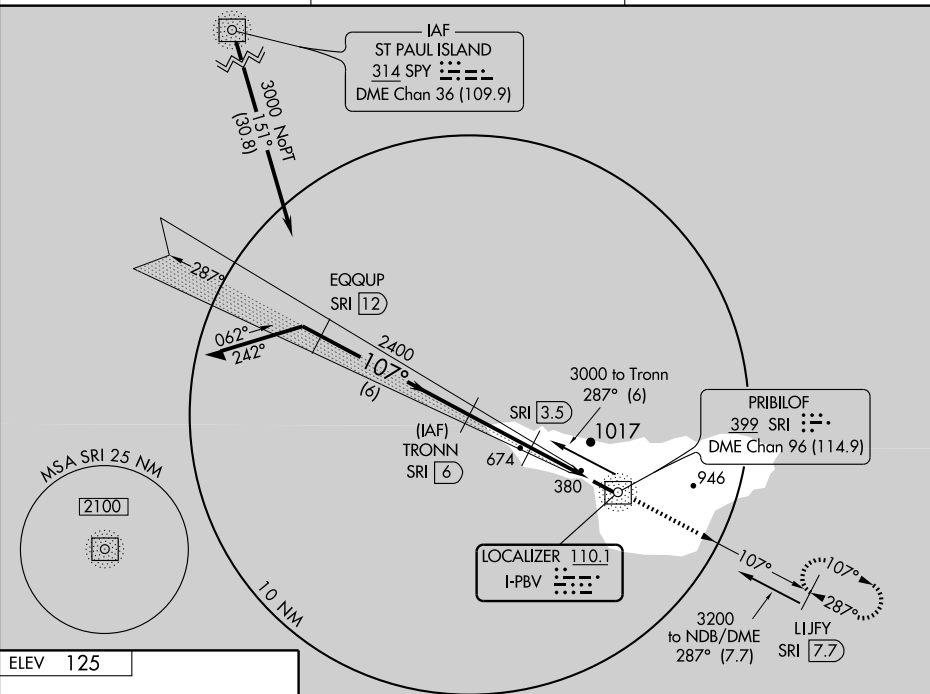 IAF
ST PAUL ISLAND
314 SPY
DME Chan 36 (109.9)
3000 NoPT
151°
(30.8)
287°
EQQUP
SRI 12
062°
242°
2400
107°
(6)
3000 to Tronn
287° (6)
SRI 3.5
(IAF)
TRONN
SRI 6
674
1017
380
946
PRIBILOF
399 SRI
DME Chan 96 (114.9)
MSA SRI 25 NM
2100
LOCALIZER 110.1
I-PBV
10 NM
107°
107°
287°
3200
to NDB/DME
287° (7.7)
LIJFY
SRI 7.7
ELEV 125